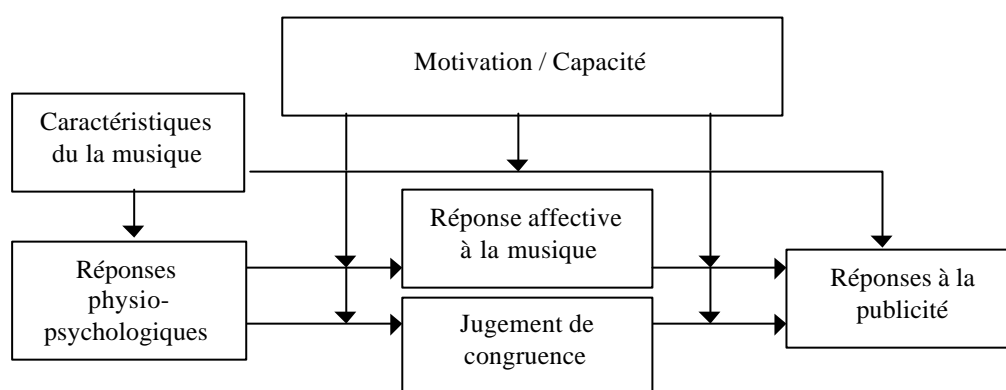 Motivation / Capacité
Caractéristiques
du la musique
Réponse affective
à la musique
Réponses
physio-
psychologiques
Réponses à la
publicité
Jugement de
congruence